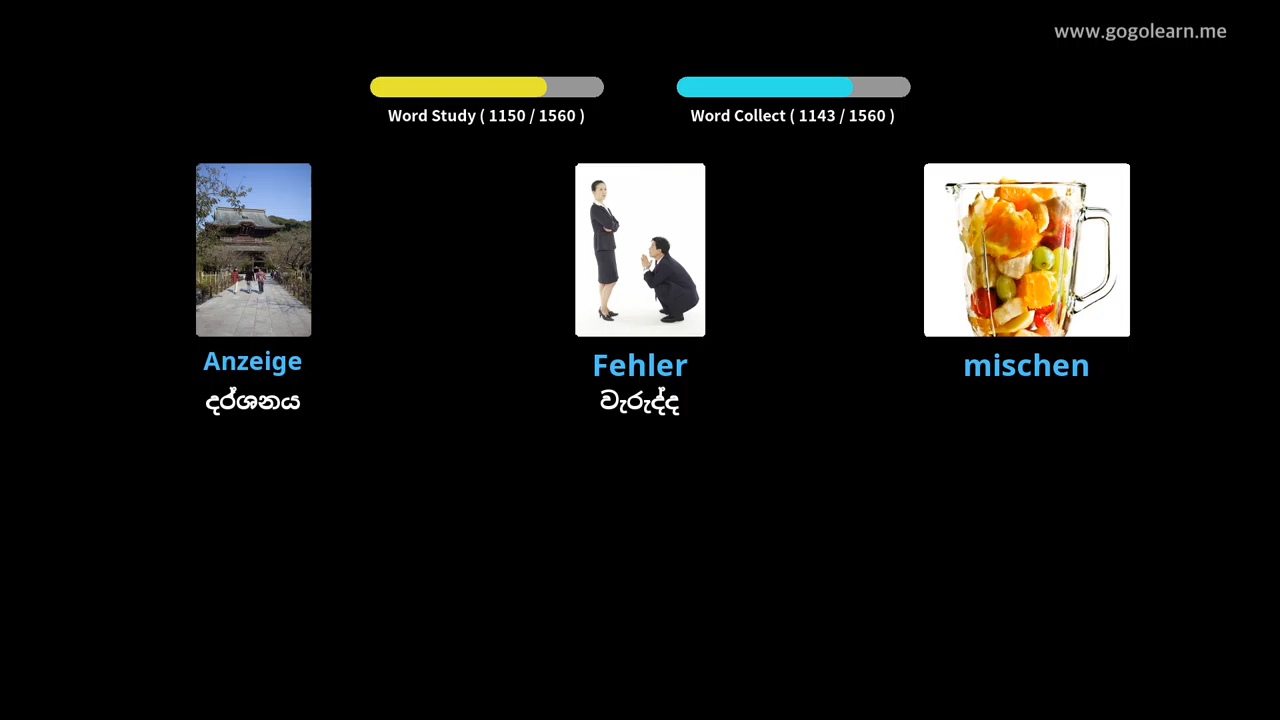 www.gogolearn.me
Word Study ( 1150 / 1560 )
Word Collect ( 1143 / 1560 )
Anzeige
Fehler
mischen
දර්ශනය
වැරුද්ද